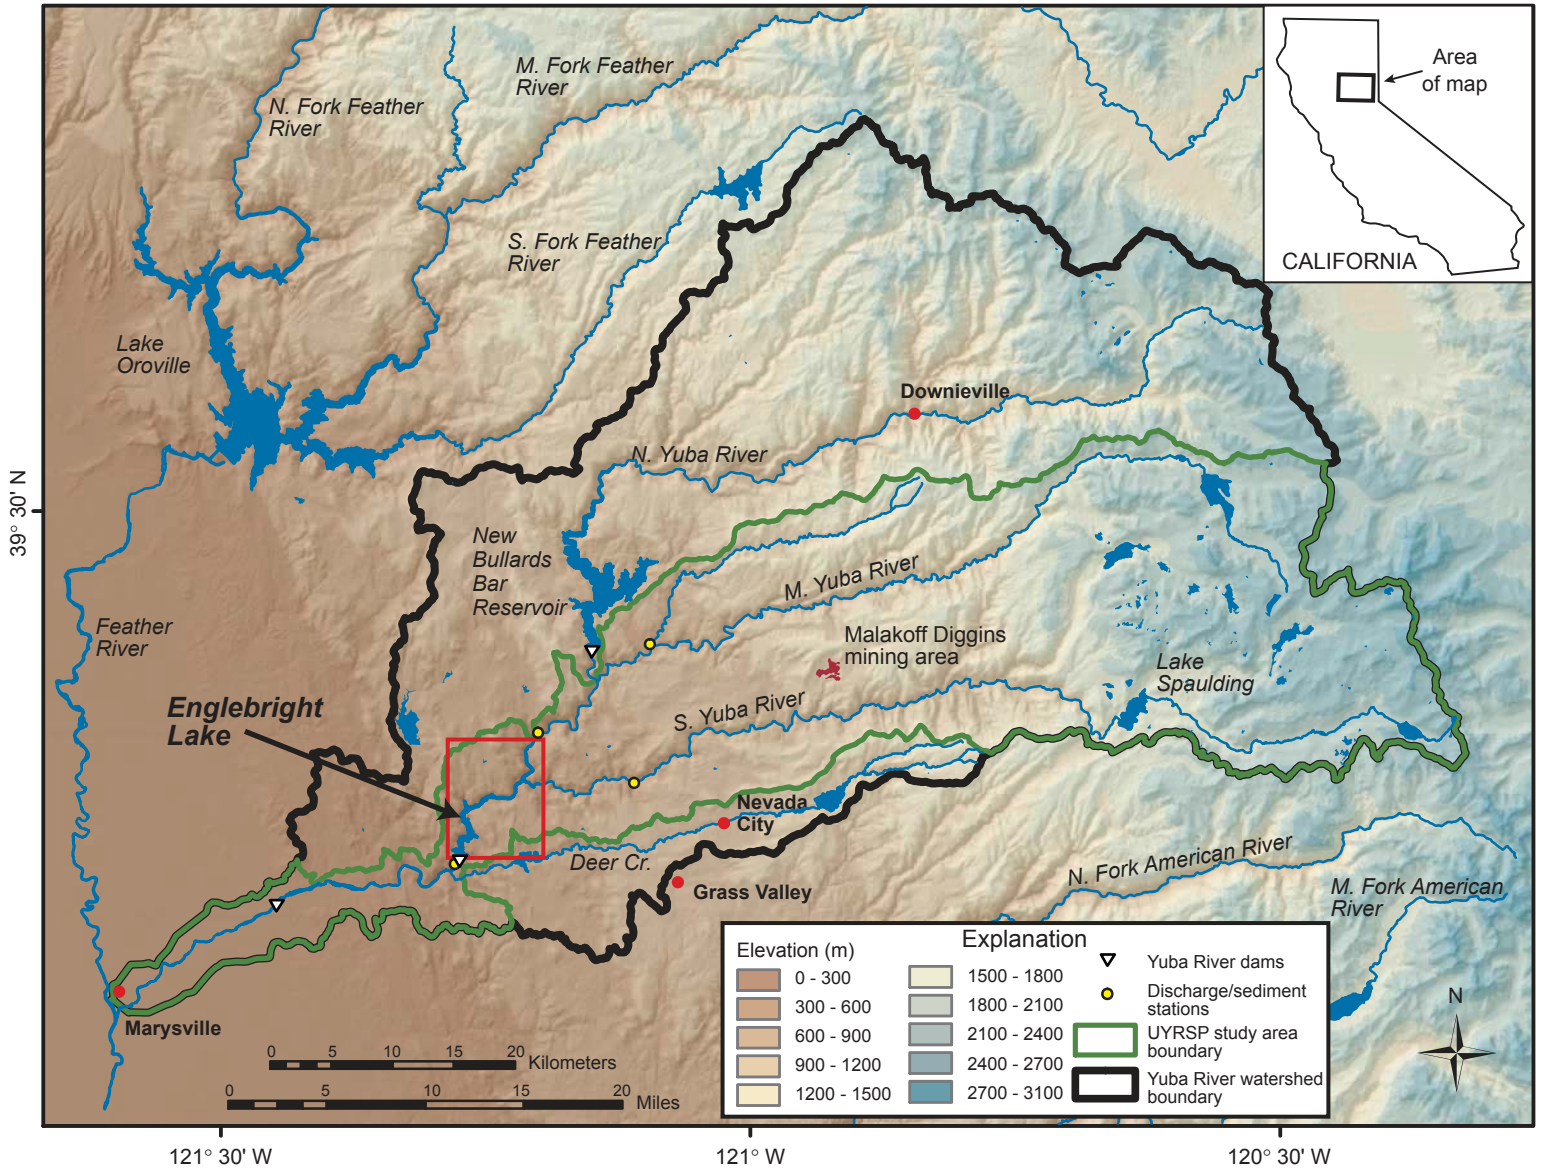 M. Fork Feather
River
N. Fork Feather
River
S. Fork Feather
River
Area
of map
CALIFORNIA
Lake
Oroville
Downieville
N. Yuba River
39° 30' N
New
Bullards
Bar
Reservoir
M. Yuba River
Feather
River
Malakoff Diggins
mining area
Lake
Spaulding
Englebright
Lake
S. Yuba River
Nevada
City
Deer Cr.
Grass Valley
N. Fork American River
M. Fork American
River
Marysville
0 5 10 15 20
Kilometers
0 5 10 15 20
Miles
Explanation
Elevation (m)
0 - 300
300 - 600
600 - 900
900 - 1200
1200 - 1500
1500 - 1800
1800 - 2100
2100 - 2400
2400 - 2700
2700 - 3100
Yuba River dams
Discharge/sediment
stations
UYRSP study area
boundary
Yuba River watershed
boundary
N
121° 30' W
121° W
120° 30' W